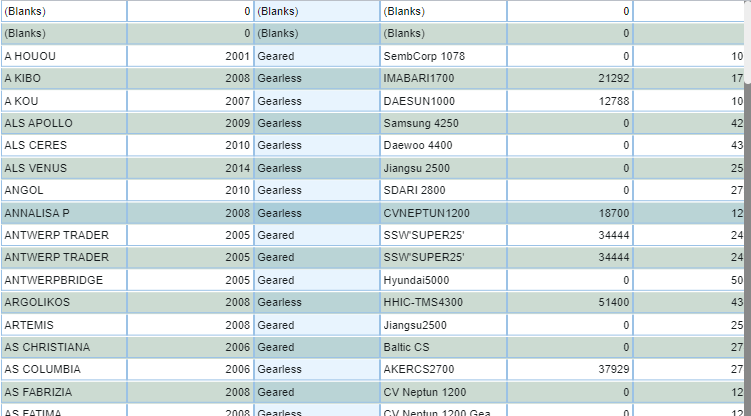 (Blanks) 0 (Blanks) (Blanks) 0
(Blanks) 0 (Blanks) (Blanks) 0
A HOUOU 2001 Geared SembCorp 1078 0 10
A KIBO 2008 Gearless IMABARI1700 21292 17
A KOU 2007 Gearless DAESUN1000 12788 10
ALS APOLLO 2009 Gearless Samsung 4250 0 42
ALS CERES 2010 Gearless Daewoo 4400 0 43
ALS VENUS 2014 Gearless Jiangsu 2500 0 25
ANGOL 2010 Gearless SDARI 2800 0 27
ANNALISA P 2008 Gearless CVNEPTUN1200 18700 12
ANTWERP TRADER 2005 Geared SSW'SUPER25' 34444 24
ANTWERP TRADER 2005 Geared SSW'SUPER25' 34444 24
ANTWERPBRIDGE 2005 Geared Hyundai5000 0 50
ARGOLIKOS 2008 Gearless HHIC-TMS4300 51400 43
ARTEMIS 2008 Geared Jiangsu2500 0 25
AS CHRISTIANA 2006 Geared Baltic CS 0 27
AS COLUMBIA 2006 Gearless AKERCS2700 37929 27
AS FABRIZIA 2008 Geared CV Neptun 1200 0 12
AS FATIMA 2008 Gearless CV Neptun 1200 Gea 0 12